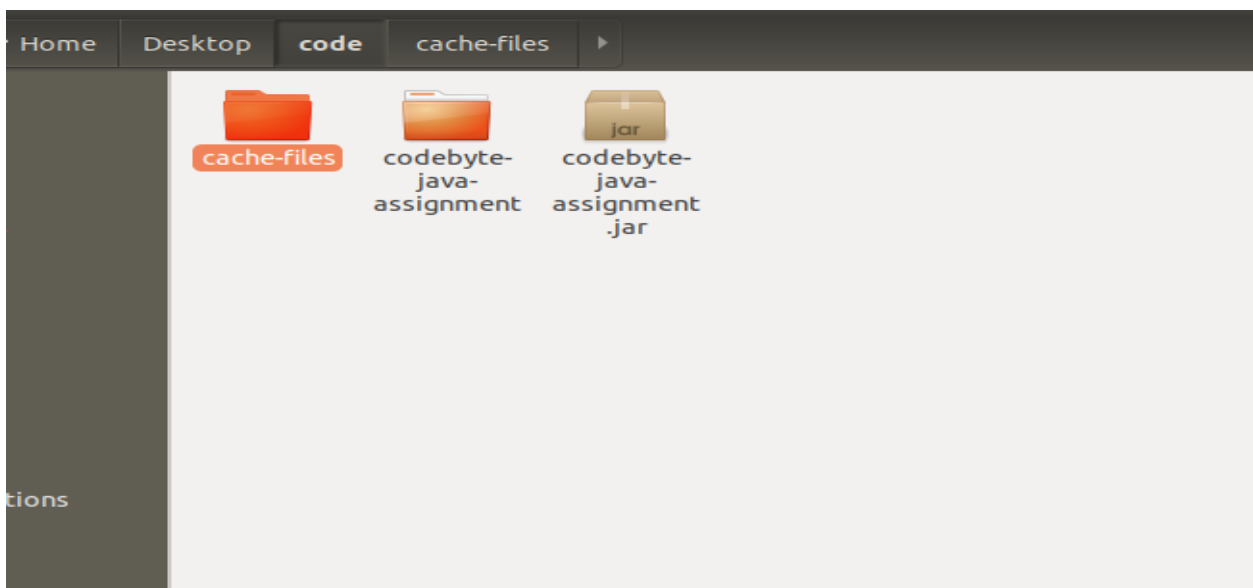 Home Desktop code cache-files
cache-files
codebyte-
java-
assignment
jar
codebyte-
java-
assignment
.jar
tions